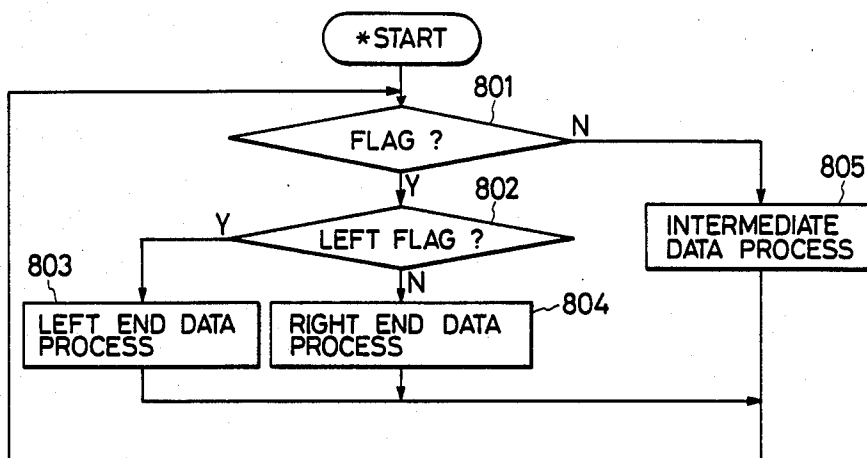 *START
801
FLAG ?
N
Y
802
805
Y
LEFT FLAG ?
INTERMEDIATE
DATA PROCESS
803
N
804
LEFT END DATA
PROCESS
RIGHT END DATA
PROCESS